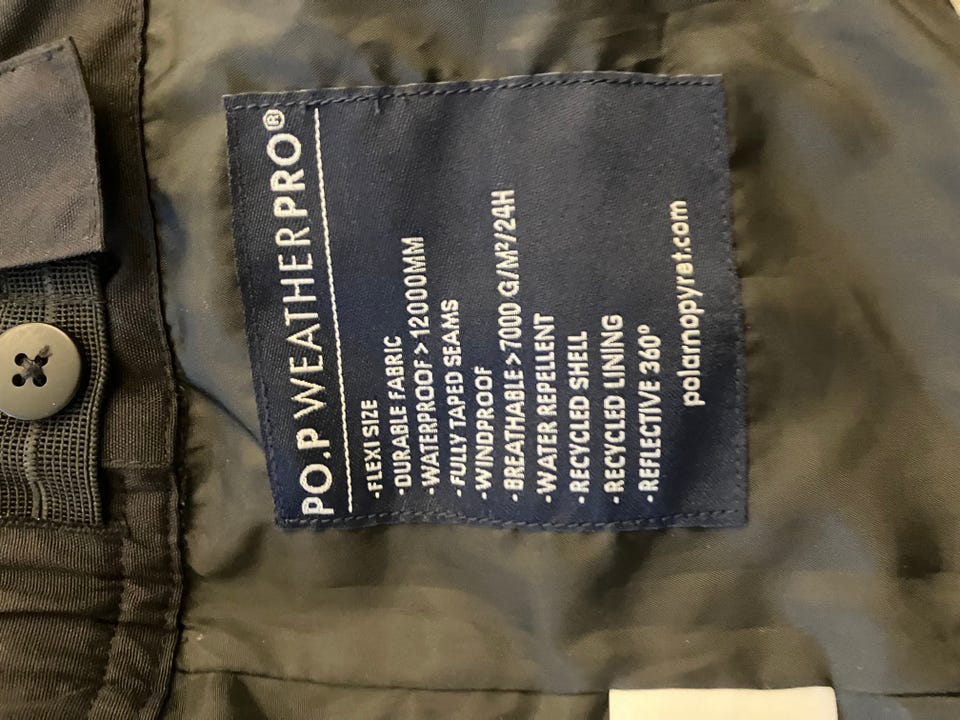 PO.P WEATHERPRO®
·FLEXI SIZE
·DURABLE FABRIC
·WATERPROOF > 12000MM
·FULLY TAPED SEAMS
·WINDPROOF
·BREATHABLE > 7000 G/M²/24H
·WATER REPELLENT
·RECYCLED SHELL
·RECYCLED LINING
·REFLECTIVE 360°
polarnopyret.com